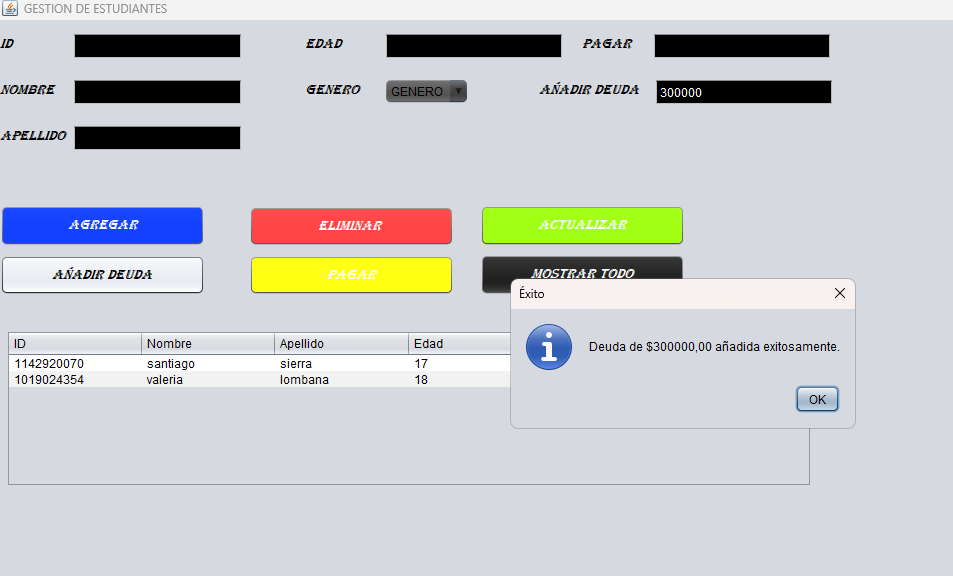 GESTION DE ESTUDIANTES
ID
EDAD
PAGAR
NOMBRE
GENERO
GENERO
AÑADIR DEUDA
300000
APELLIDO
AGREGAR
ELIMINAR
ACTUALIZAR
AÑADIR DEUDA
PAGAR
MOSTRAR TODO
Éxito
Deuda de $300000,00 añadida exitosamente.
OK
ID Nombre Apellido Edad
1142920070 santiago sierra 17
1019024354 valeria lombana 18